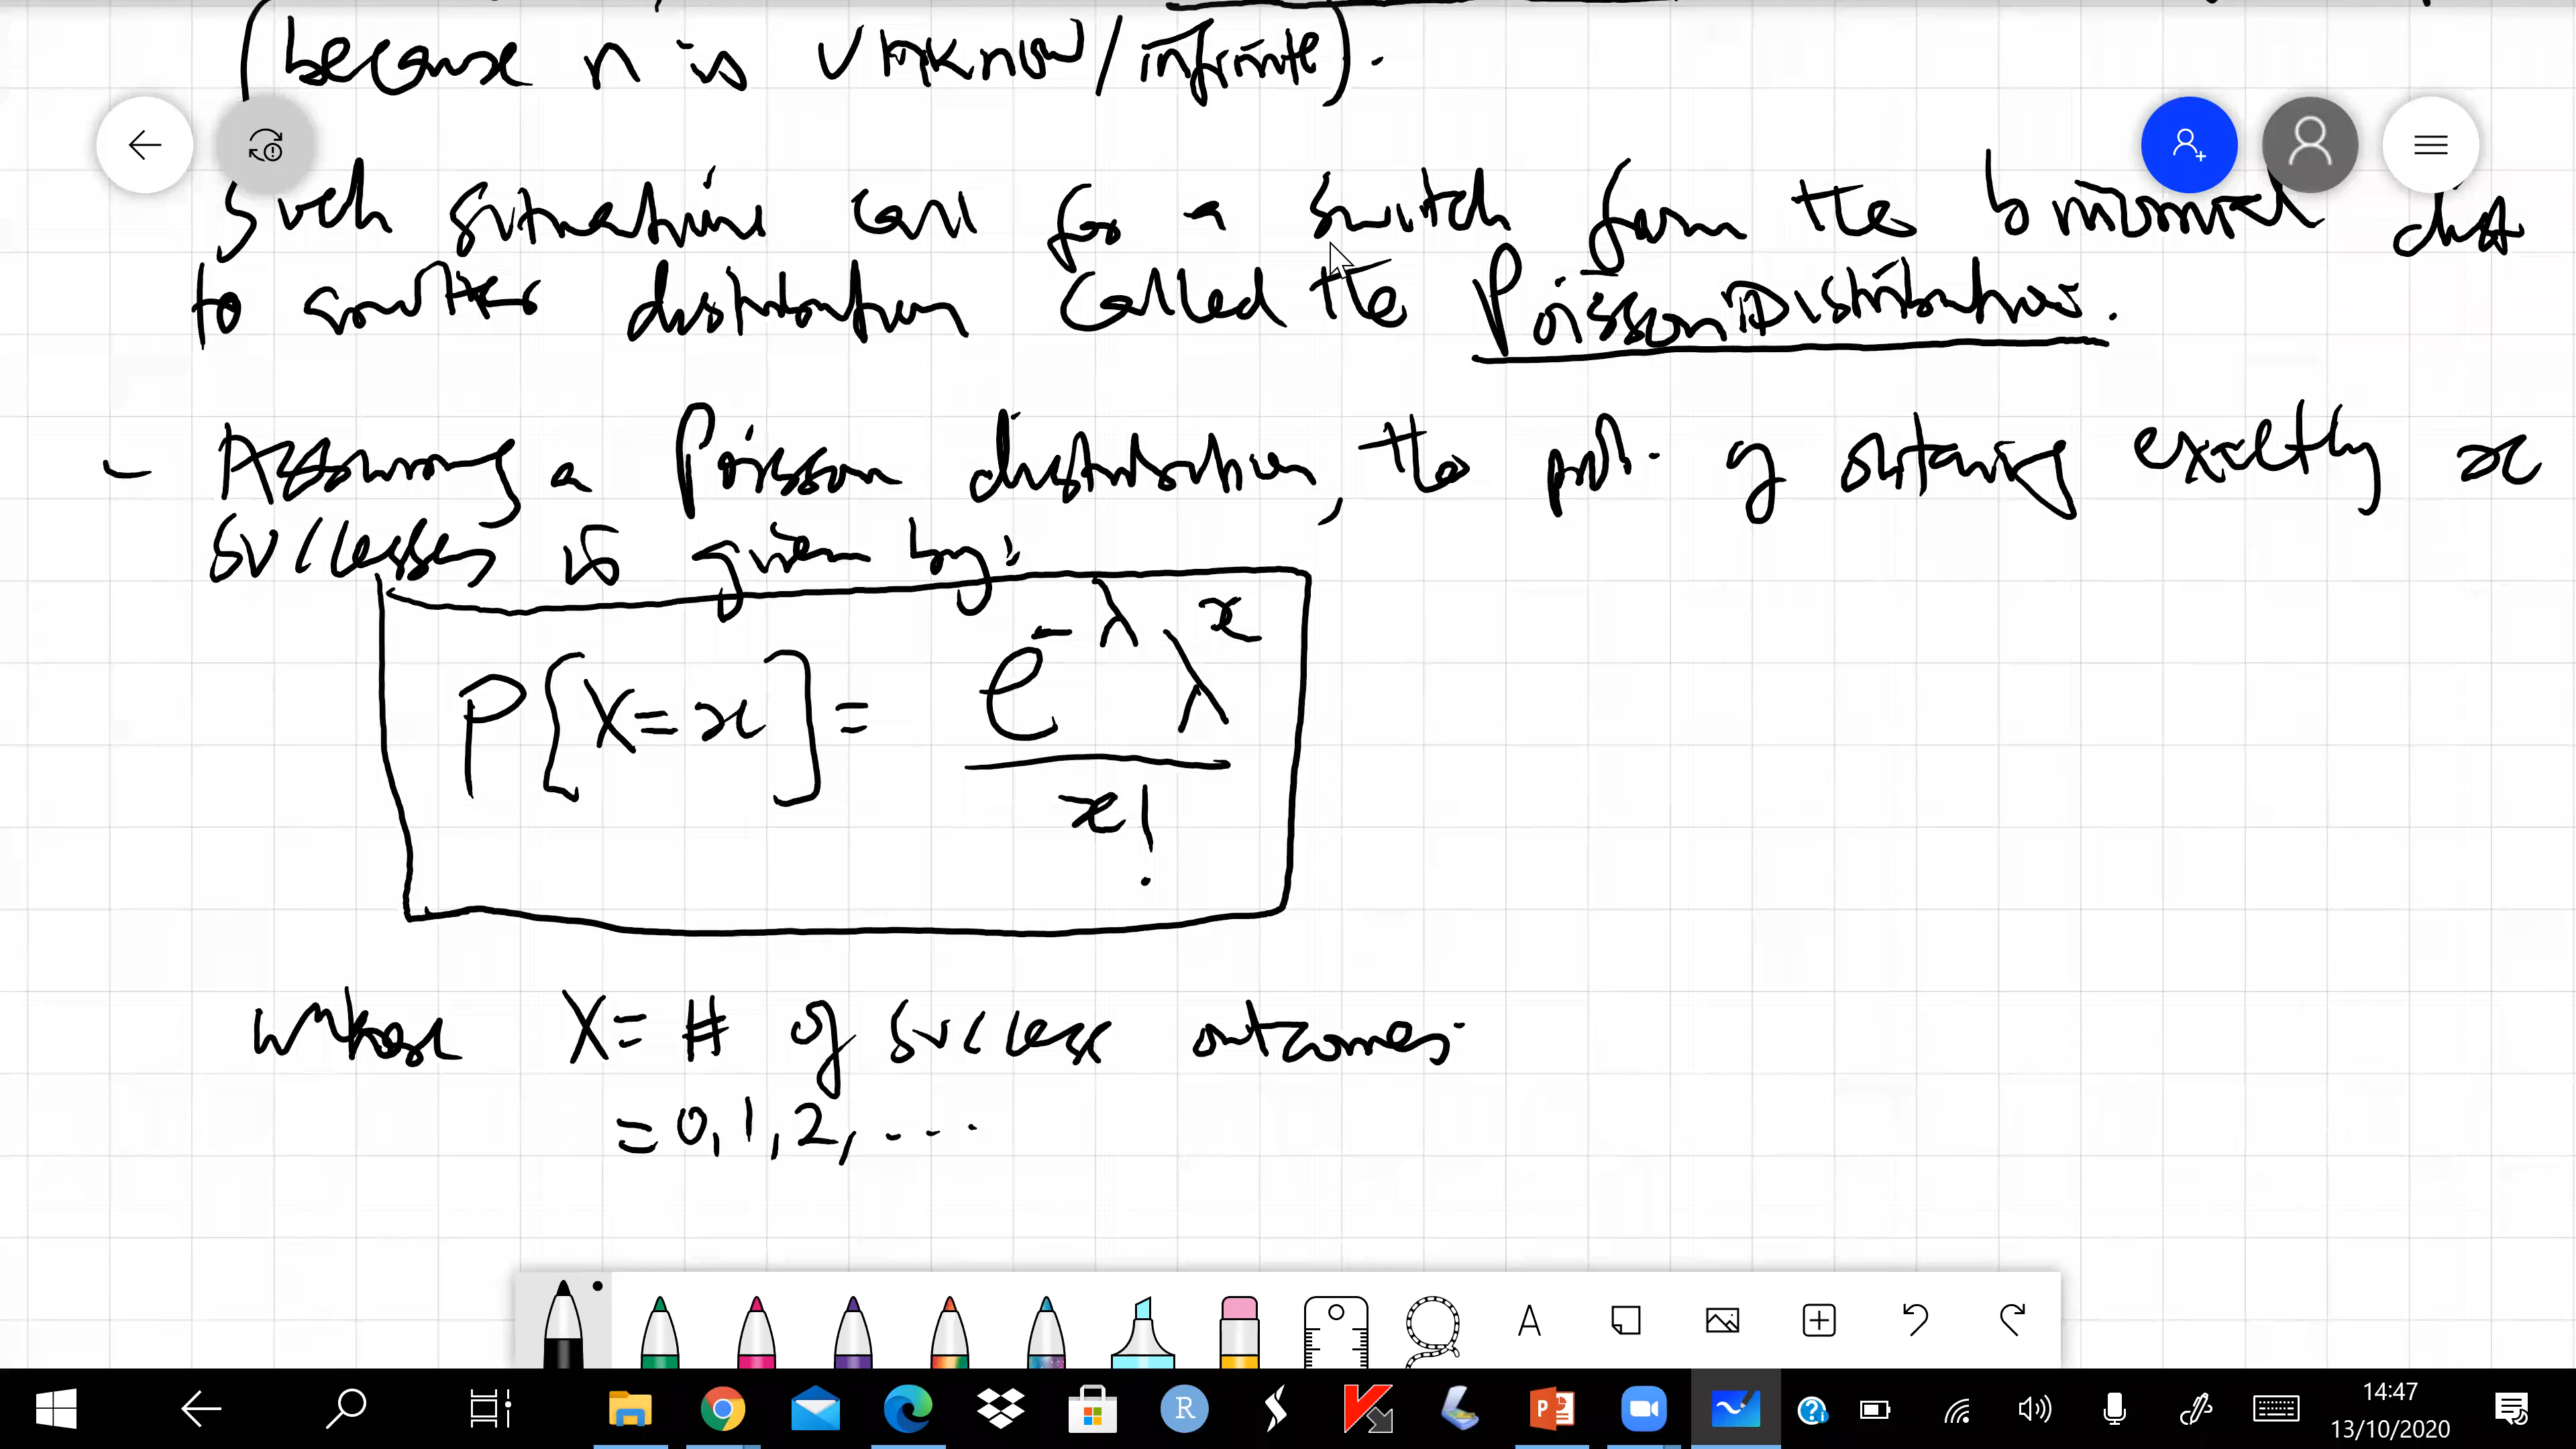 (because n is unknown/infinite).
Such situations call for a switch from the binomial dist
to another distribution called the Poisson Distribution.
- Assuming a Poisson distribution, the prob. of obtaining exactly x
successes is given by:
P[X=x] = e^-λ λ^x / x!
where X = # of success outcomes.
= 0, 1, 2, ...
A
R
P
14:47
13/10/2020